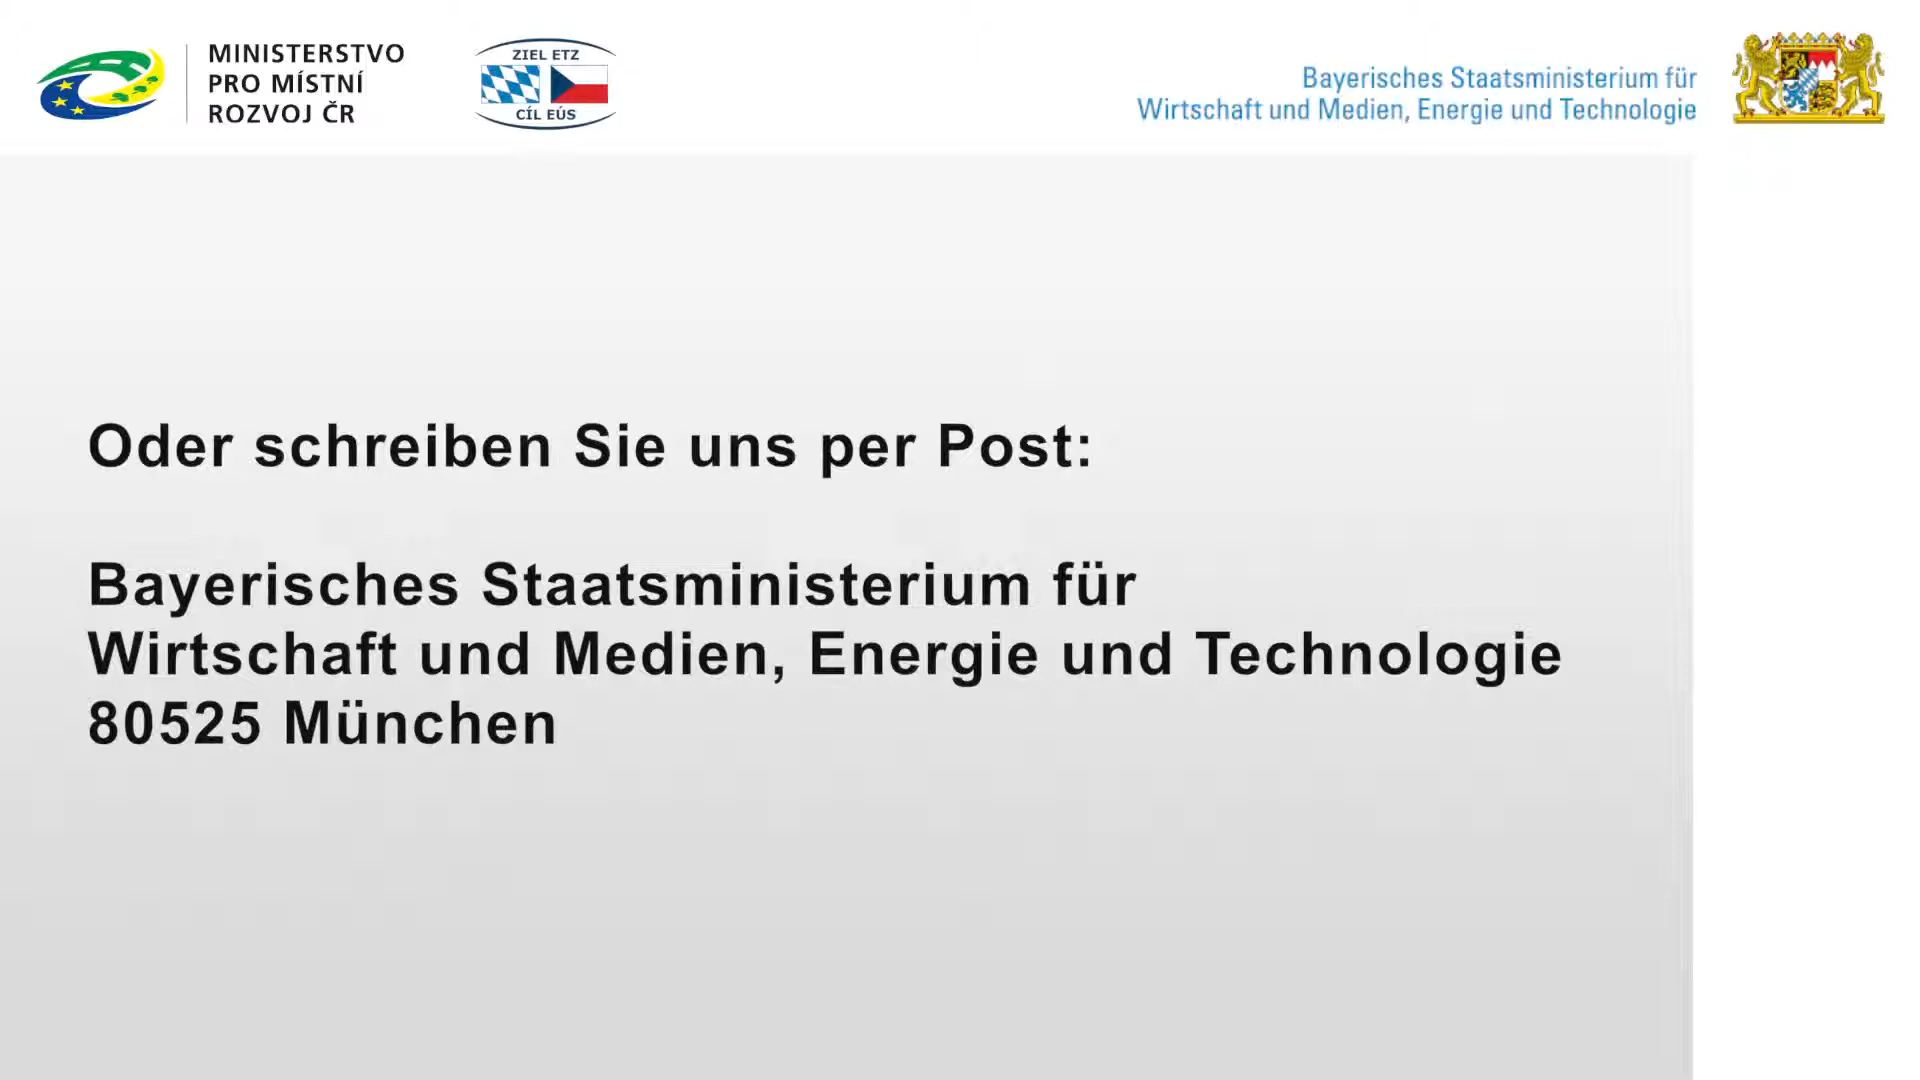 MINISTERSTVO
PRO MÍSTNÍ
ROZVOJ ČR
ZIEL ETZ
CÍL EÚS
Bayerisches Staatsministerium für
Wirtschaft und Medien, Energie und Technologie
Oder schreiben Sie uns per Post:
Bayerisches Staatsministerium für
Wirtschaft und Medien, Energie und Technologie
80525 München